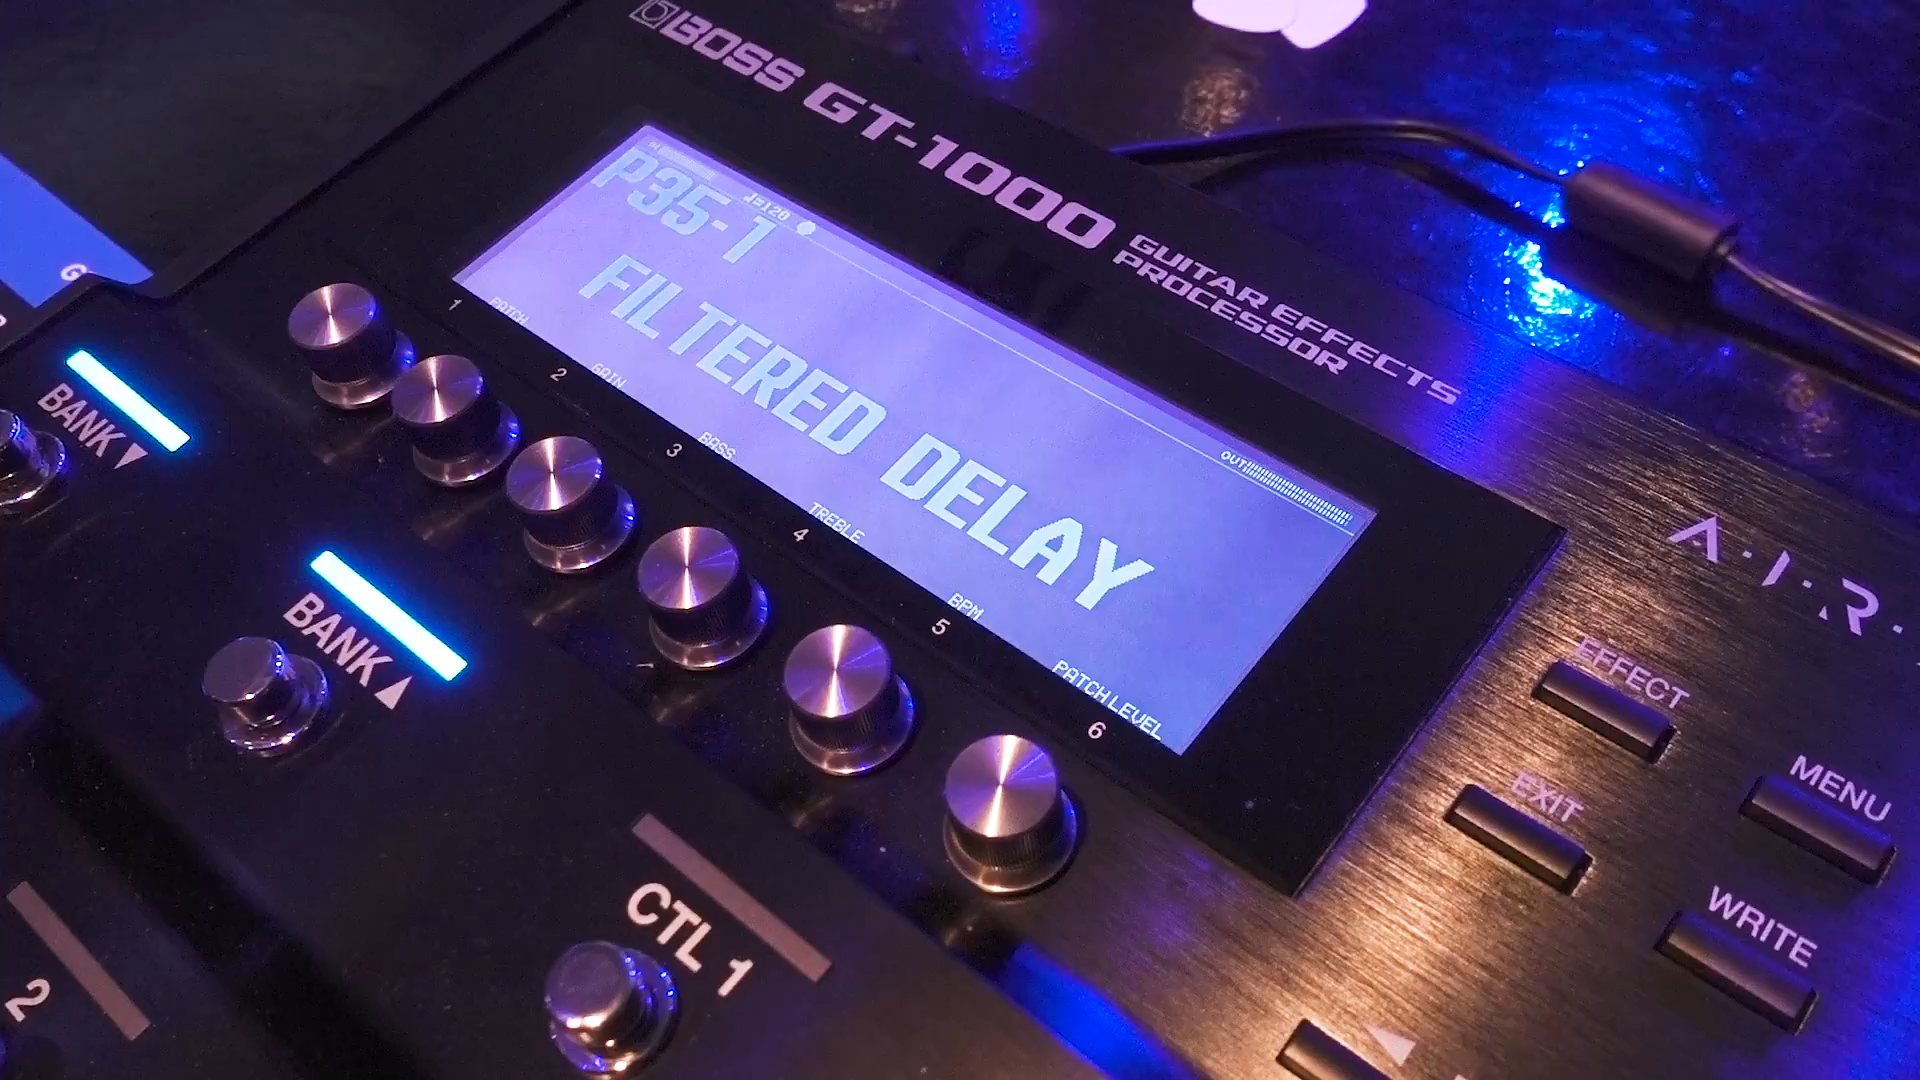 BOSS GT-1000 GUITAR EFFECTS PROCESSOR
IN
P35-1
♩=120
FILTERED DELAY
OUT
PATCH
GAIN
BASS
TREBLE
BPM
PATCH LEVEL
1
2
3
4
5
6
BANK ▼
BANK ▲
CTL 1
2
A·I·R·
EFFECT
EXIT
MENU
WRITE
◀